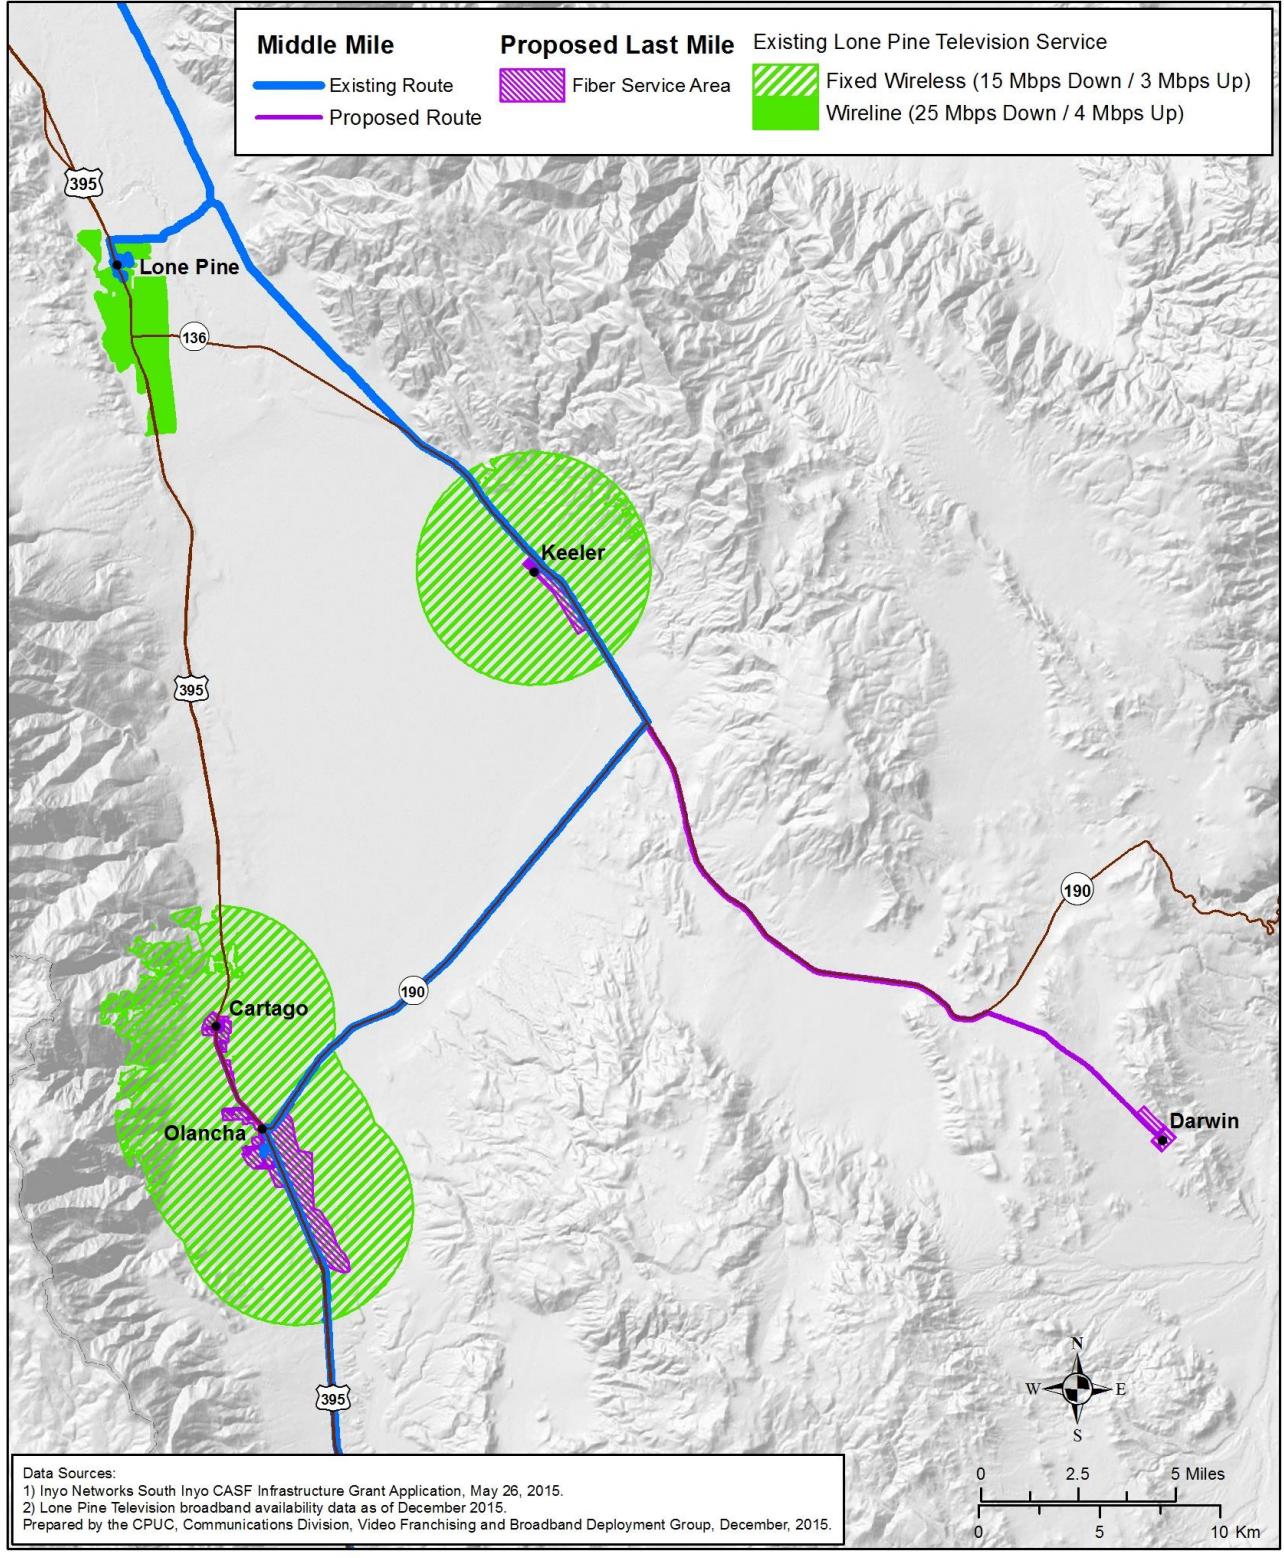 Middle Mile
Existing Route
Proposed Route
Proposed Last Mile
Fiber Service Area
Existing Lone Pine Television Service
Fixed Wireless (15 Mbps Down / 3 Mbps Up)
Wireline (25 Mbps Down / 4 Mbps Up)
395
Lone Pine
136
Keeler
395
190
190
Cartago
Olancha
Darwin
395
N
W E
S
0 2.5 5 Miles
0 5 10 Km
Data Sources:
1) Inyo Networks South Inyo CASF Infrastructure Grant Application, May 26, 2015.
2) Lone Pine Television broadband availability data as of December 2015.
Prepared by the CPUC, Communications Division, Video Franchising and Broadband Deployment Group, December, 2015.